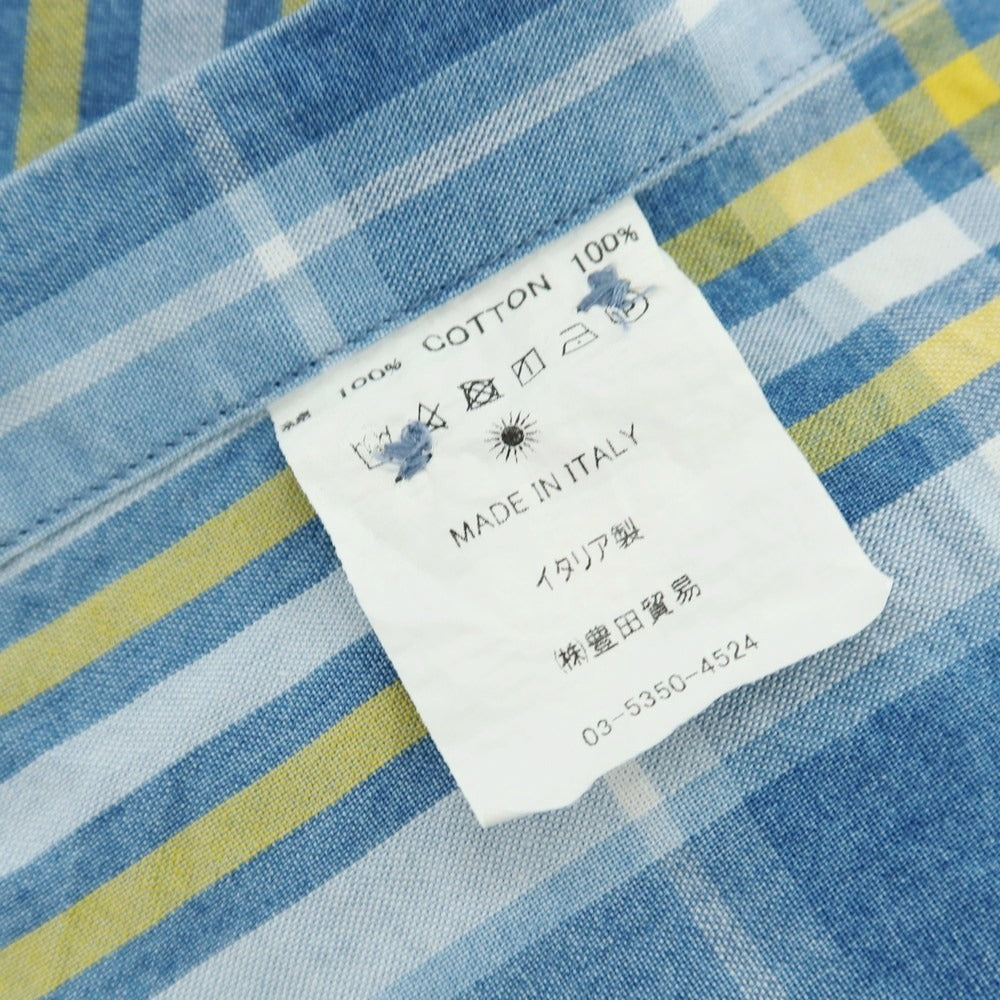 100% COTTON 100%
MADE IN ITALY
イタリア製
㈱豊田貿易
03-5350-4524